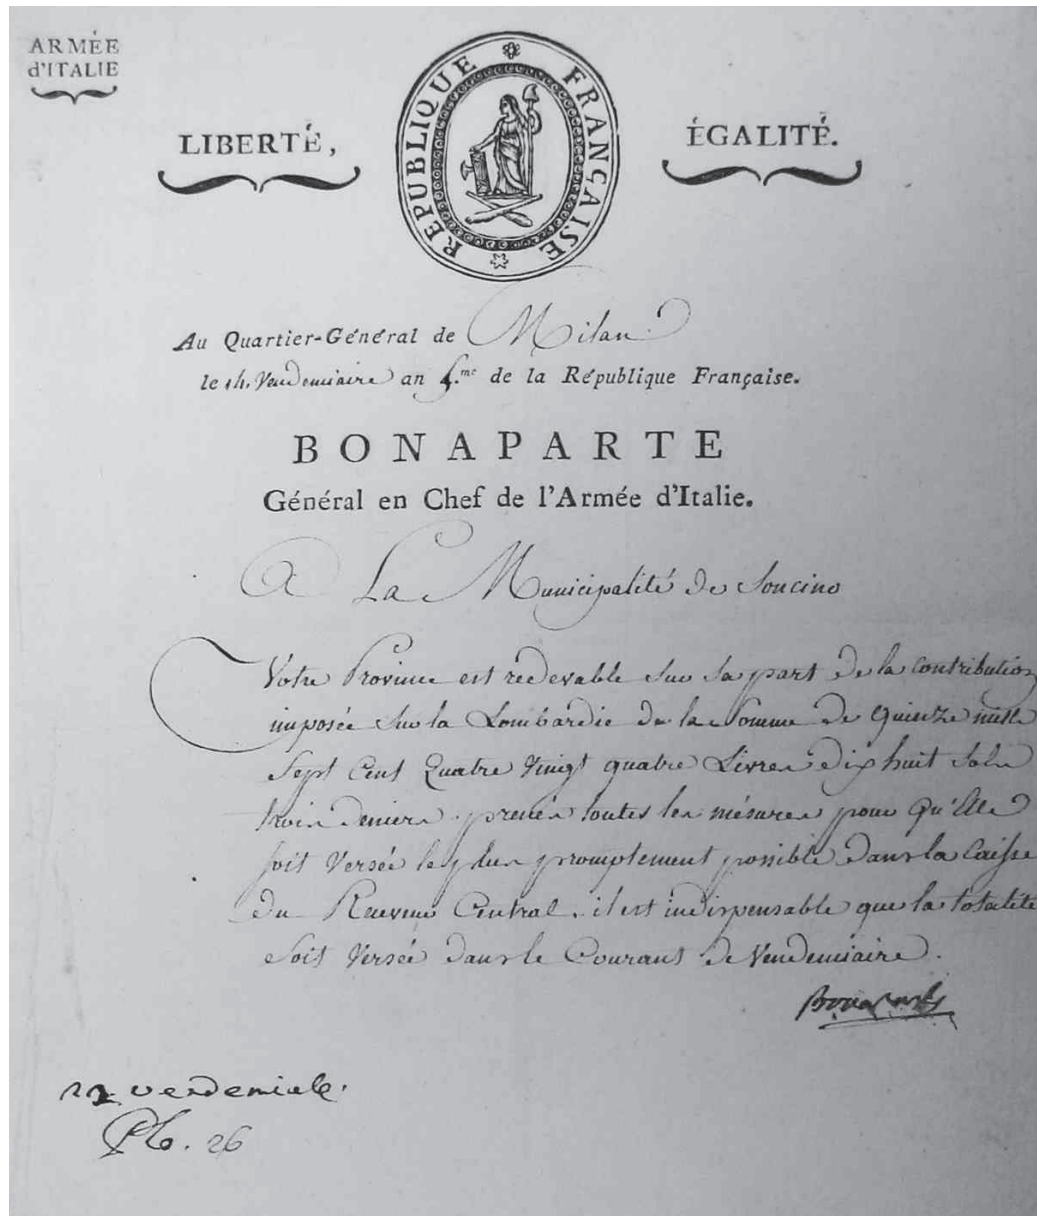 ARMÉE
d'ITALIE
LIBERTÉ,
RÉPUBLIQUE FRANÇAISE
ÉGALITÉ.
Au Quartier-Général de Milan
le 14. Vendemiaire an 5.me de la République Française.
BONAPARTE
Général en Chef de l'Armée d'Italie.
A La Municipalité de Soncino
Votre Province est redevable sur sa part de la Contribution
imposée sur la Lombardie de la Somme de Quinze mille
Sept Cent Quatre Vingt quatre Livres dix huit Sols
trois deniers. prenés toutes les mésures pour qu'Elle
soit Versée le plus promptement possible dans la Caisse
du Receveur Central. il est indispensable que la totalité
soit Versée dans le Courant de Vendemiaire.
Bonaparte
26